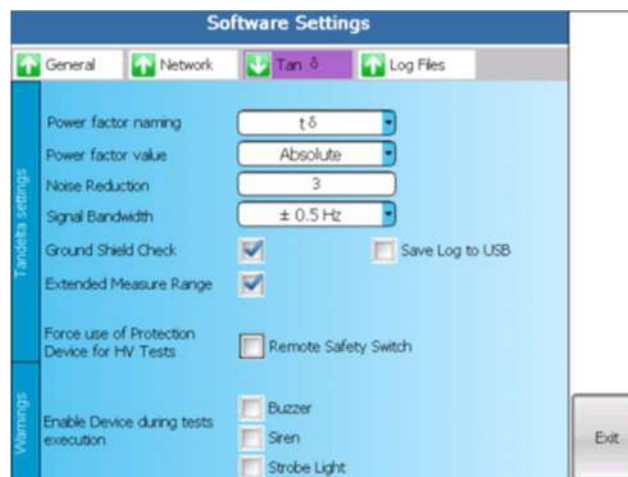 Software Settings
General Network Tan δ Log Files
Tandelta settings
Power factor naming tδ
Power factor value Absolute
Noise Reduction 3
Signal Bandwidth ± 0.5 Hz
Ground Shield Check Save Log to USB
Extended Measure Range
Force use of Protection
Device for HV Tests
Remote Safety Switch
Warnings
Enable Device during tests
execution
Buzzer
Siren
Strobe Light
Exit